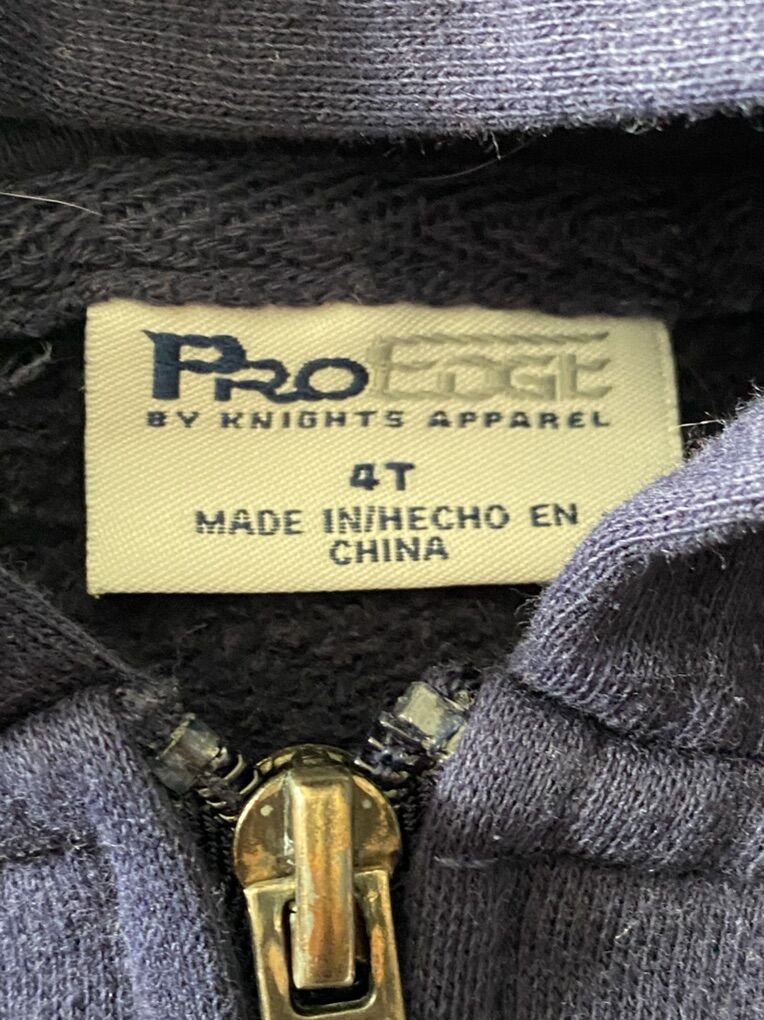 PROEDGE
BY KNIGHTS APPAREL
4T
MADE IN/HECHO EN
CHINA